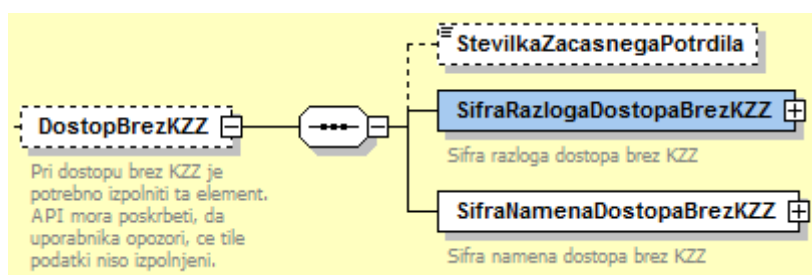 StevilkaZacasnegaPotrdila
DostopBrezKZZ
Pri dostopu brez KZZ je
potrebno izpolniti ta element.
API mora poskrbeti, da
uporabnika opozori, ce tile
podatki niso izpolnjeni.
SifraRazlogaDostopaBrezKZZ
Sifra razloga dostopa brez KZZ
SifraNamenaDostopaBrezKZZ
Sifra namena dostopa brez KZZ